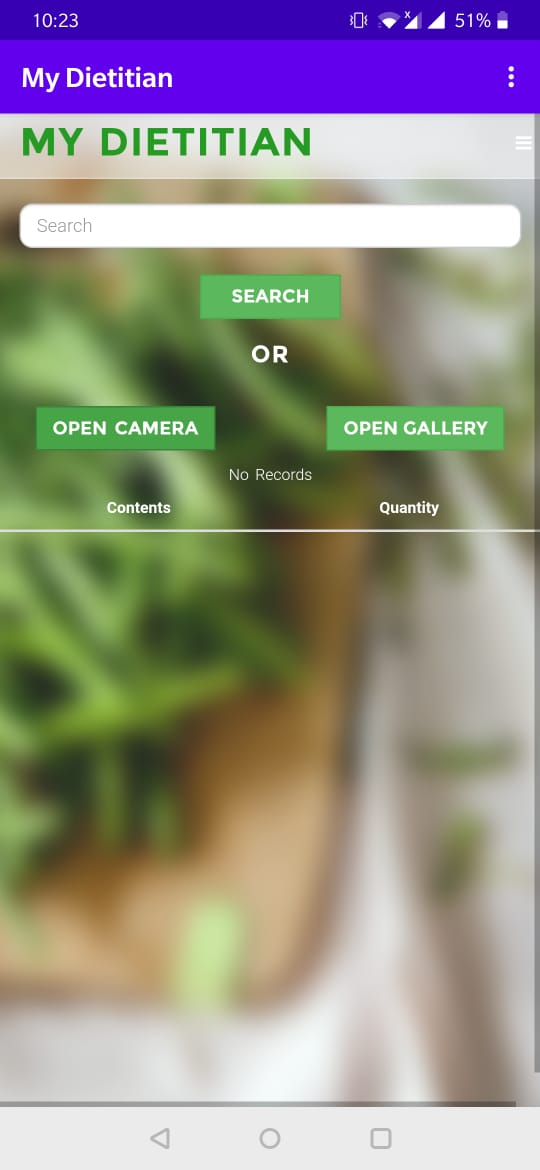 10:23 51%
My Dietitian
MY DIETITIAN
Search
SEARCH
OR
OPEN CAMERA OPEN GALLERY
No Records
Contents Quantity